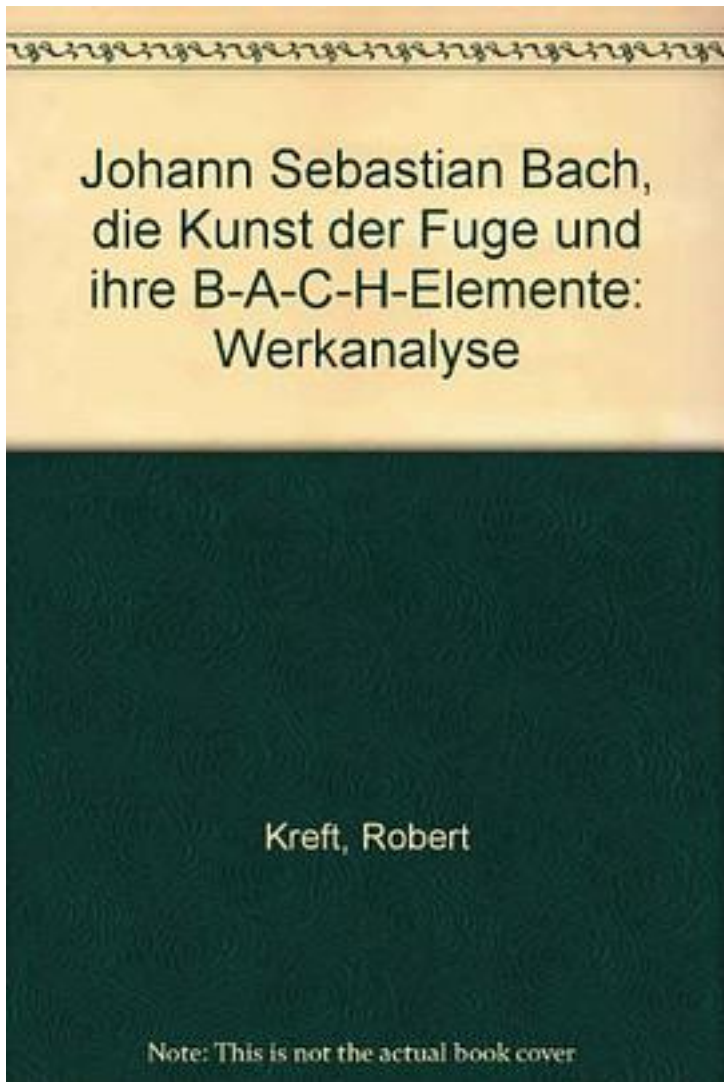 Johann Sebastian Bach,
die Kunst der Fuge und
ihre B-A-C-H-Elemente:
Werkanalyse
Kreft, Robert
Note: This is not the actual book cover